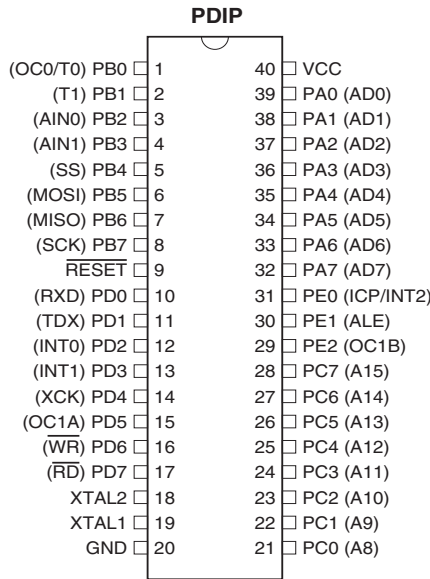 PDIP
(OC0/T0) PB0 1 40 VCC
(T1) PB1 2 39 PA0 (AD0)
(AIN0) PB2 3 38 PA1 (AD1)
(AIN1) PB3 4 37 PA2 (AD2)
(SS) PB4 5 36 PA3 (AD3)
(MOSI) PB5 6 35 PA4 (AD4)
(MISO) PB6 7 34 PA5 (AD5)
(SCK) PB7 8 33 PA6 (AD6)
RESET 9 32 PA7 (AD7)
(RXD) PD0 10 31 PE0 (ICP/INT2)
(TDX) PD1 11 30 PE1 (ALE)
(INT0) PD2 12 29 PE2 (OC1B)
(INT1) PD3 13 28 PC7 (A15)
(XCK) PD4 14 27 PC6 (A14)
(OC1A) PD5 15 26 PC5 (A13)
(WR) PD6 16 25 PC4 (A12)
(RD) PD7 17 24 PC3 (A11)
XTAL2 18 23 PC2 (A10)
XTAL1 19 22 PC1 (A9)
GND 20 21 PC0 (A8)